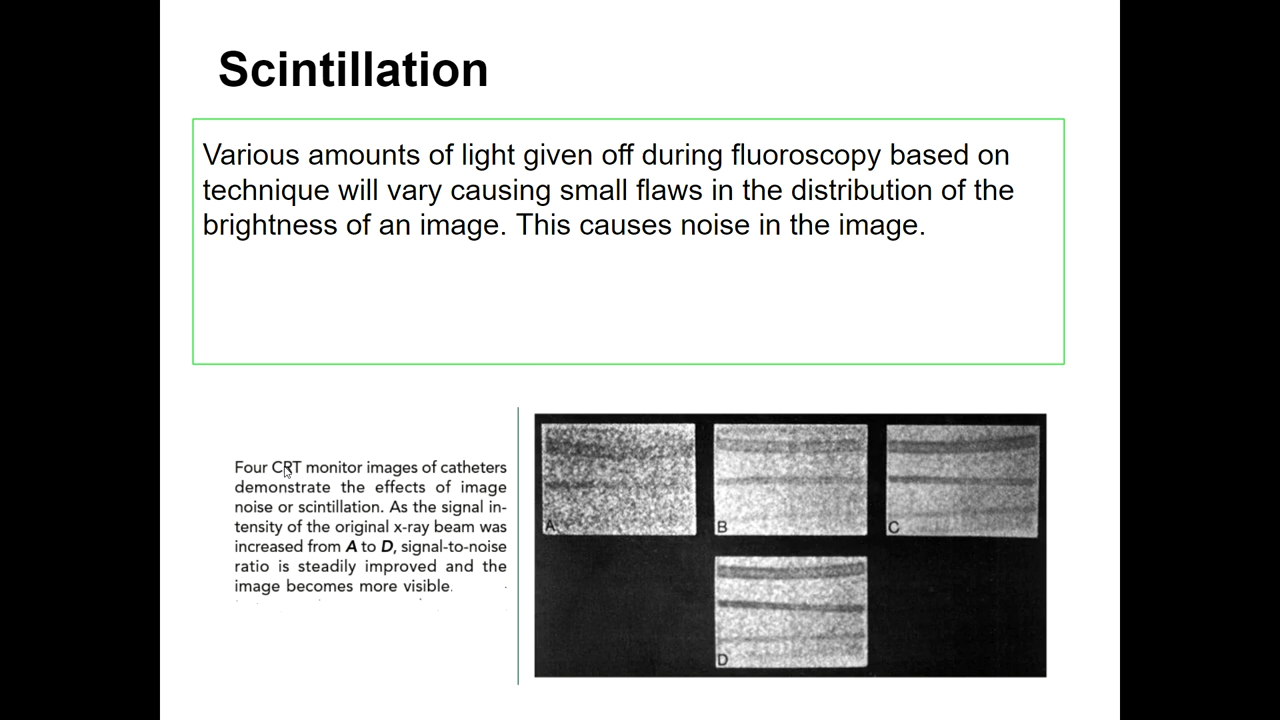 Scintillation
Various amounts of light given off during fluoroscopy based on
technique will vary causing small flaws in the distribution of the
brightness of an image. This causes noise in the image.
Four CRT monitor images of catheters
demonstrate the effects of image
noise or scintillation. As the signal in-
tensity of the original x-ray beam was
increased from A to D, signal-to-noise
ratio is steadily improved and the
image becomes more visible.
A
B
C
D